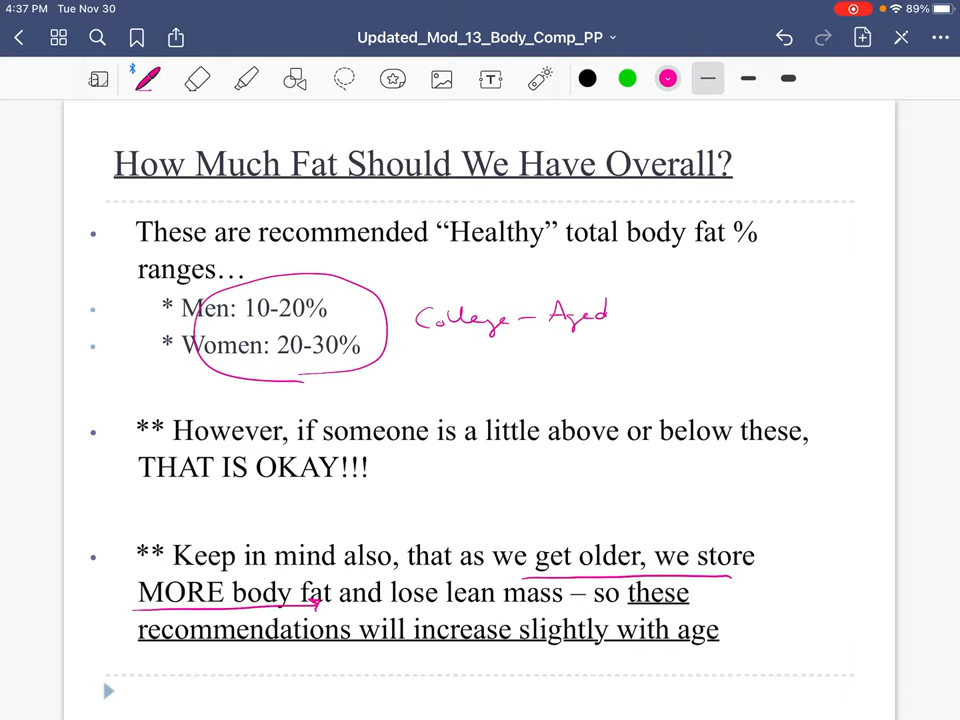 4:37 PM Tue Nov 30
89%
Updated_Mod_13_Body_Comp_PP
T
How Much Fat Should We Have Overall?
• These are recommended “Healthy” total body fat %
ranges…
• * Men: 10-20%
College - Aged
• * Women: 20-30%
• ** However, if someone is a little above or below these,
THAT IS OKAY!!!
• ** Keep in mind also, that as we get older, we store
MORE body fat and lose lean mass – so these
recommendations will increase slightly with age